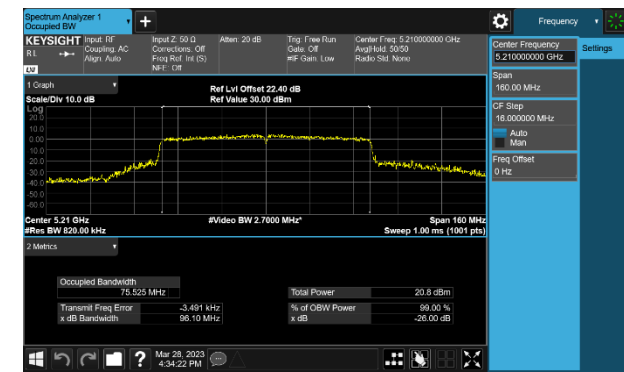 Spectrum Analyzer 1
Occupied BW
+
Frequency
KEYSIGHT
RL
LXI
Input: RF
Coupling: AC
Align: Auto
Input Z: 50 Ω
Corrections: Off
Freq Ref: Int (S)
NFE: Off
Atten: 20 dB
Trig: Free Run
Gate: Off
#IF Gain: Low
Center Freq: 5.210000000 GHz
Avg|Hold: 50/50
Radio Std: None
Center Frequency
5.210000000 GHz
Settings
Span
160.00 MHz
CF Step
16.000000 MHz
Auto
Man
Freq Offset
0 Hz
1 Graph
Scale/Div 10.0 dB
Ref Lvl Offset 22.40 dB
Ref Value 30.00 dBm
Log
20.0
10.0
0.00
-10.0
-20.0
-30.0
-40.0
-50.0
-60.0
Center 5.21 GHz
#Res BW 820.00 kHz
#Video BW 2.7000 MHz*
Span 160 MHz
Sweep 1.00 ms (1001 pts)
2 Metrics
Occupied Bandwidth
75.525 MHz
Total Power 20.8 dBm
Transmit Freq Error -3.491 kHz
% of OBW Power 99.00 %
x dB Bandwidth 96.10 MHz
x dB -26.00 dB
?
Mar 28, 2023
4:34:22 PM